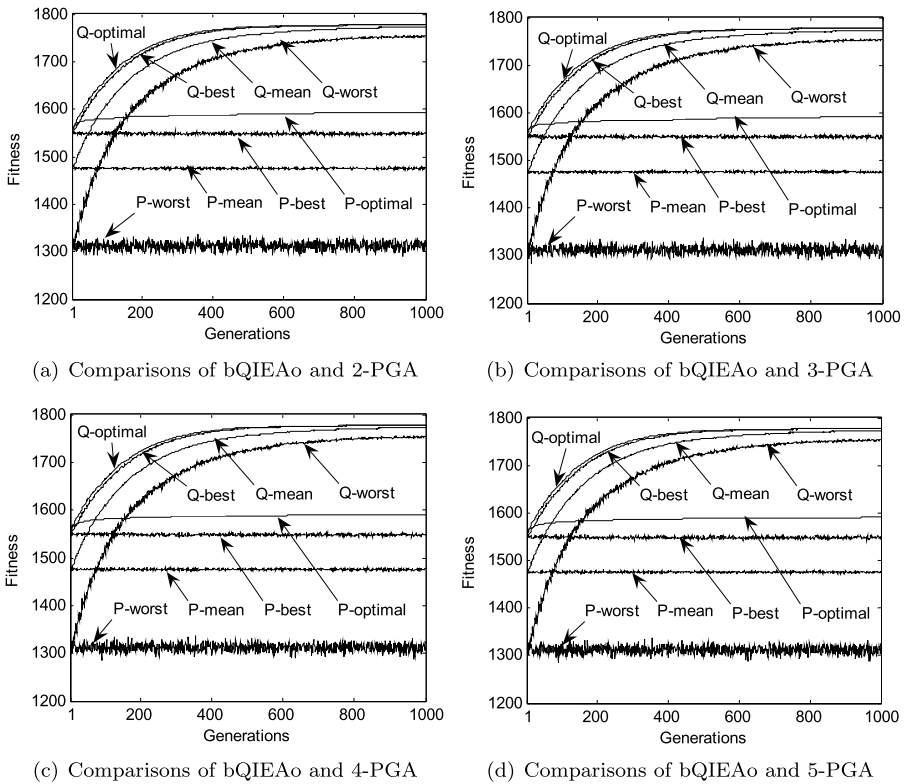 1800
1700
1600
1500
1400
1300
1200
Fitness
Q-optimal
Q-best
Q-mean
Q-worst
P-worst
P-mean
P-best
P-optimal
1
200
400
600
800
1000
Generations
(a) Comparisons of bQIEAo and 2-PGA
1800
1700
1600
1500
1400
1300
1200
Fitness
Q-optimal
Q-best
Q-mean
Q-worst
P-worst
P-mean
P-best
P-optimal
1
200
400
600
800
1000
Generations
(b) Comparisons of bQIEAo and 3-PGA
1800
1700
1600
1500
1400
1300
1200
Fitness
Q-optimal
Q-best
Q-mean
Q-worst
P-worst
P-mean
P-best
P-optimal
1
200
400
600
800
1000
Generations
(c) Comparisons of bQIEAo and 4-PGA
1800
1700
1600
1500
1400
1300
1200
Fitness
Q-optimal
Q-best
Q-mean
Q-worst
P-worst
P-mean
P-best
P-optimal
1
200
400
600
800
1000
Generations
(d) Comparisons of bQIEAo and 5-PGA